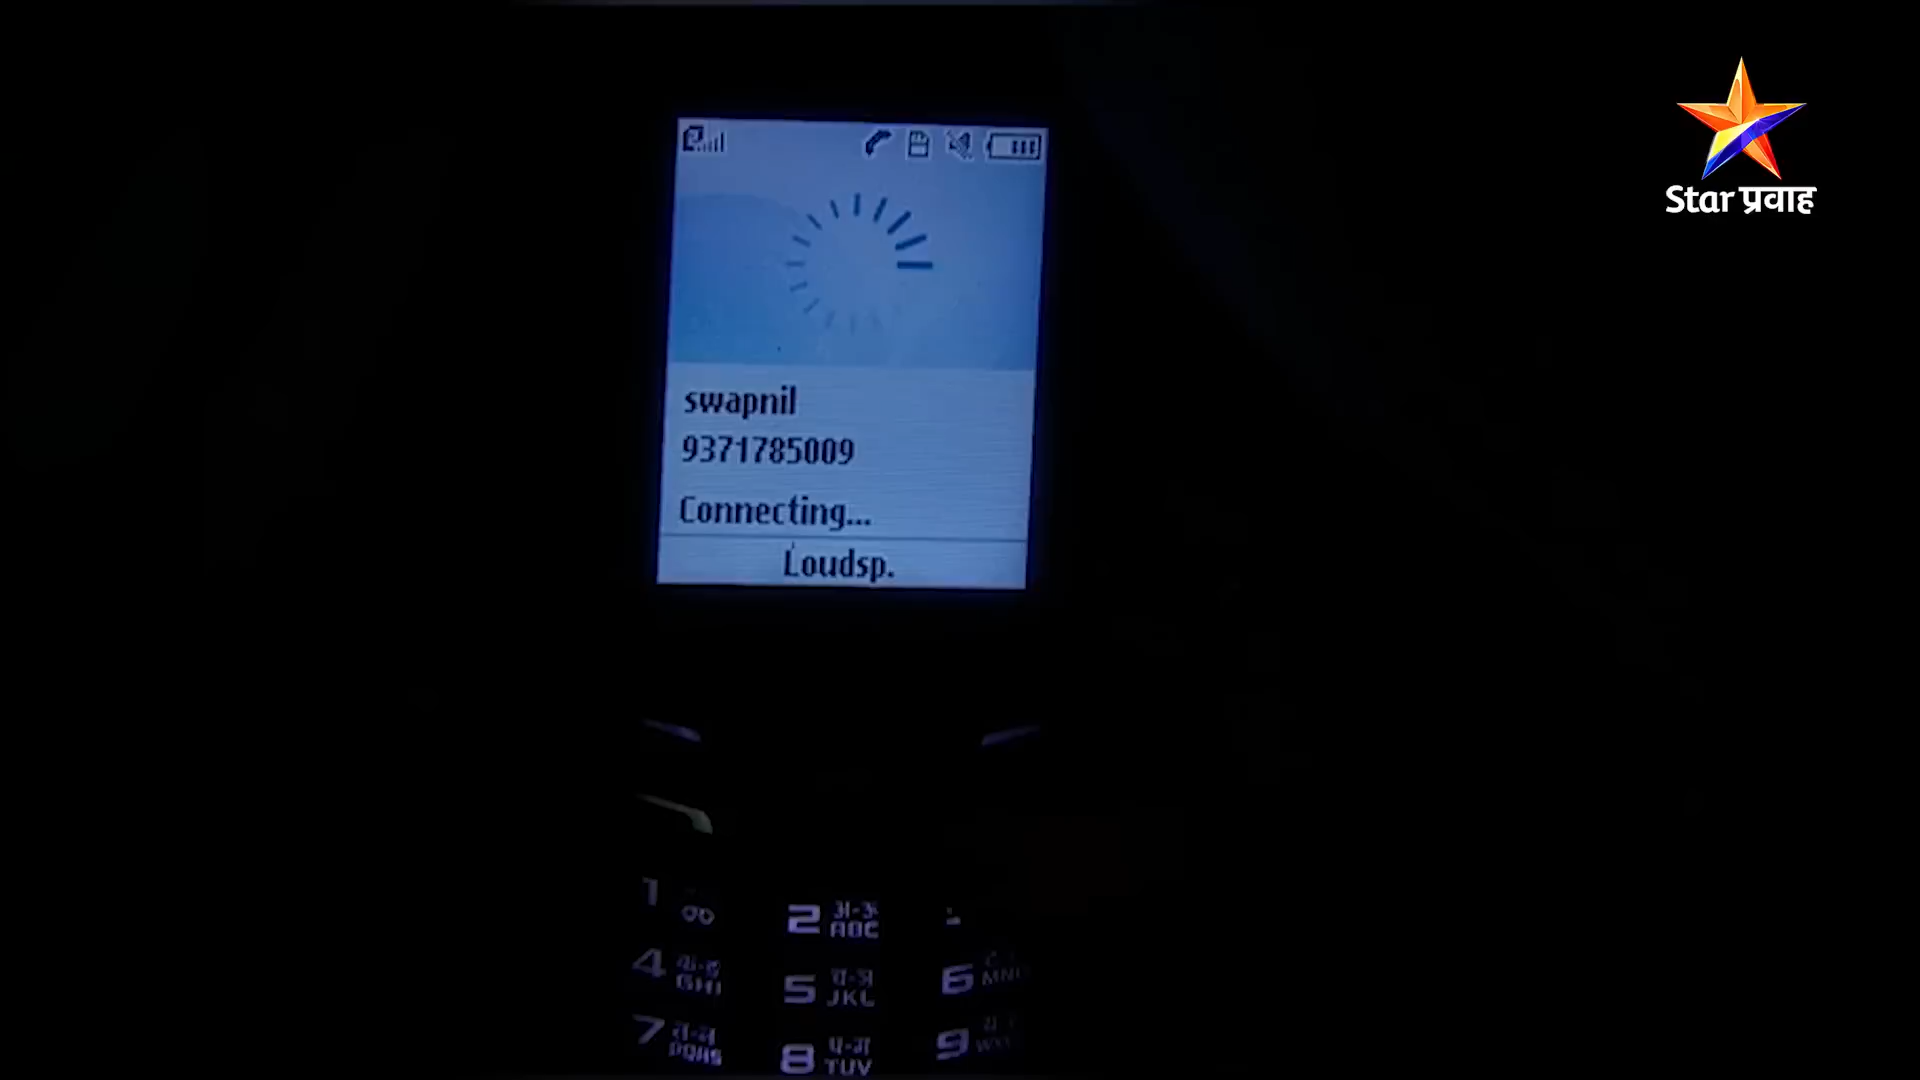 Star प्रवाह
swapnil
9371785009
Connecting...
Loudsp.
1
2 ABC
4 GHI
5 JKL
6 MN
7 PQRS
8 TUV
9